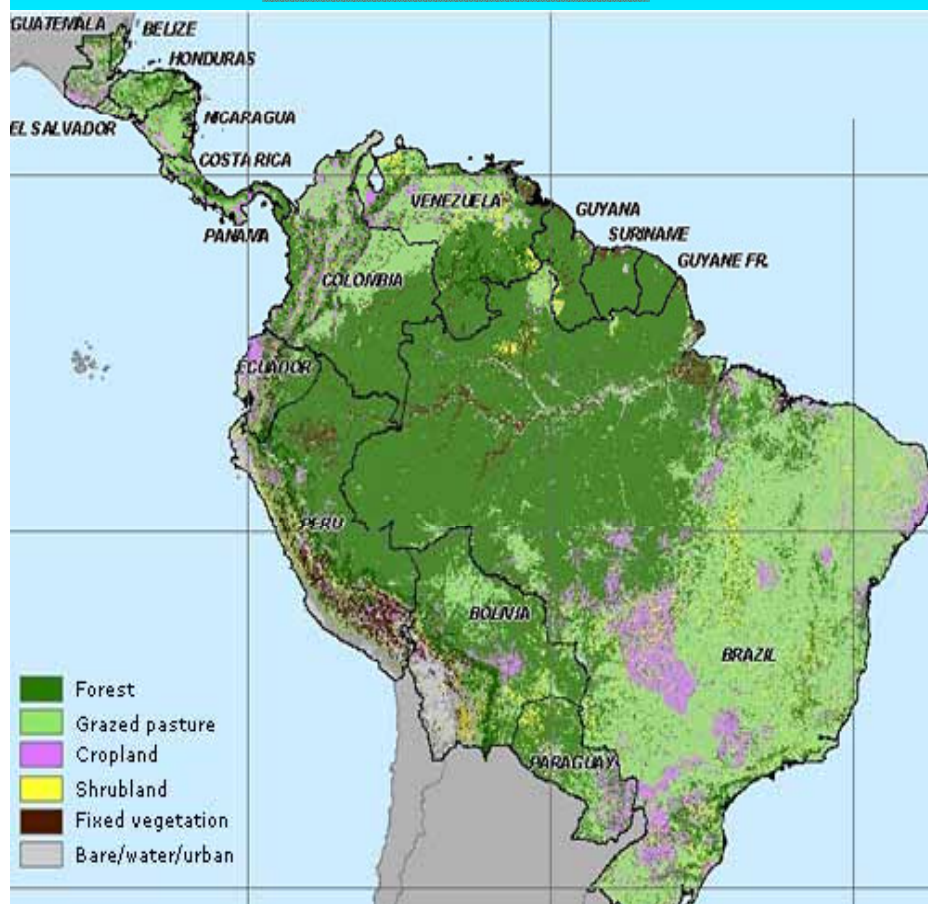 GUATEMALA
BELIZE
HONDURAS
EL SALVADOR
NICARAGUA
COSTA RICA
PANAMA
VENEZUELA
GUYANA
SURINAME
GUYANE FR.
COLOMBIA
ECUADOR
PERU
BOLIVIA
BRAZIL
PARAGUAY
Forest
Grazed pasture
Cropland
Shrubland
Fixed vegetation
Bare/water/urban